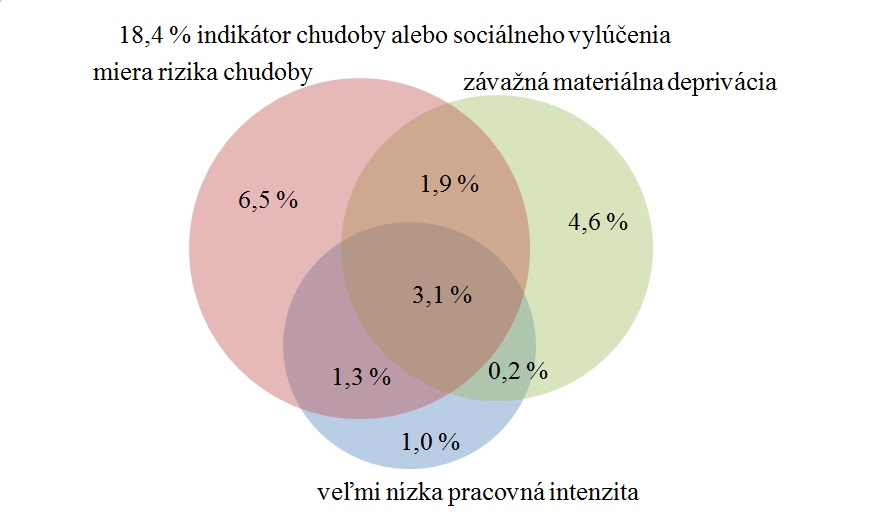 18,4 % indikátor chudoby alebo sociálneho vylúčenia
miera rizika chudoby
závažná materiálna deprivácia
1,9 %
6,5 %
4,6 %
3,1 %
0,2 %
1,3 %
1,0 %
veľmi nízka pracovná intenzita